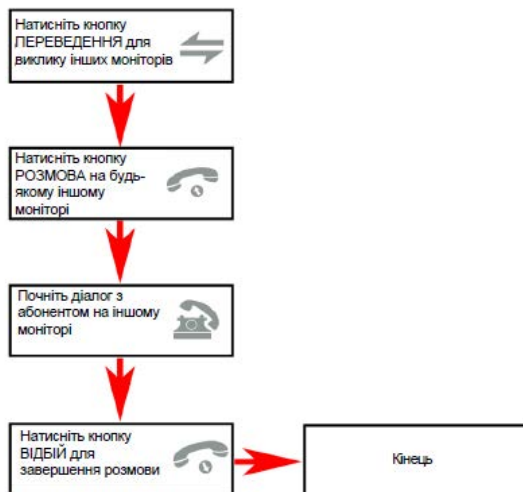 Натисніть кнопку
ПЕРЕВЕДЕННЯ для
виклику інших моніторів
Натисніть кнопку
РОЗМОВА на будь-
якому іншому
моніторі
Почніть діалог з
абонентом на іншому
моніторі
Натисніть кнопку
ВІДБІЙ для
завершення розмови
Кінець